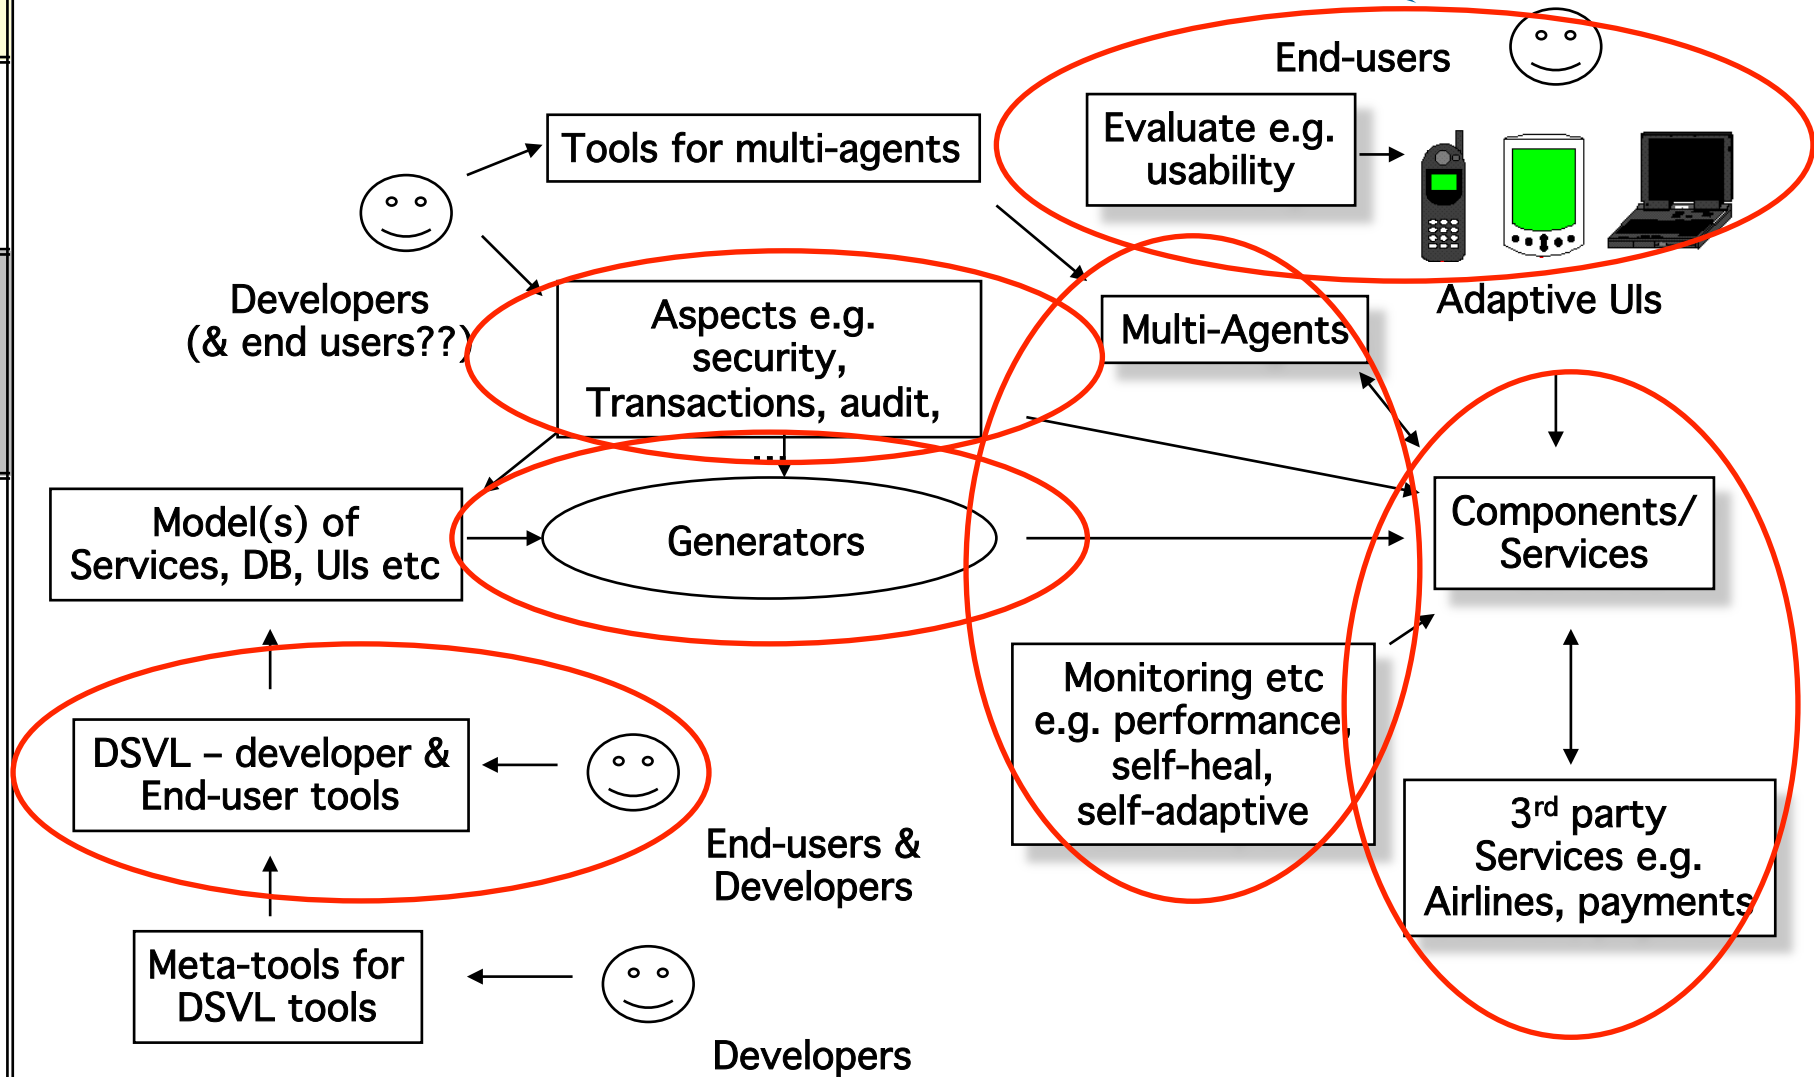 End-users
Evaluate e.g.
usability
Tools for multi-agents
Developers
(& end users??)
Aspects e.g.
security,
Transactions, audit,
...
Multi-Agents
Adaptive UIs
Model(s) of
Services, DB, UIs etc
Generators
Components/
Services
Monitoring etc
e.g. performance,
self-heal,
self-adaptive
DSVL – developer &
End-user tools
End-users &
Developers
3rd party
Services e.g.
Airlines, payments
Meta-tools for
DSVL tools
Developers